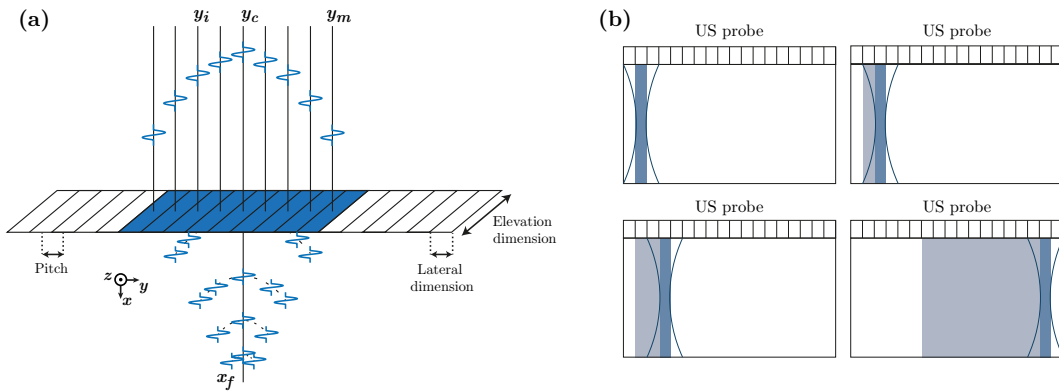 (a)
y_i
y_c
y_m
Elevation
dimension
Pitch
z
y
x
Lateral
dimension
x_f
(b)
US probe
US probe
US probe
US probe